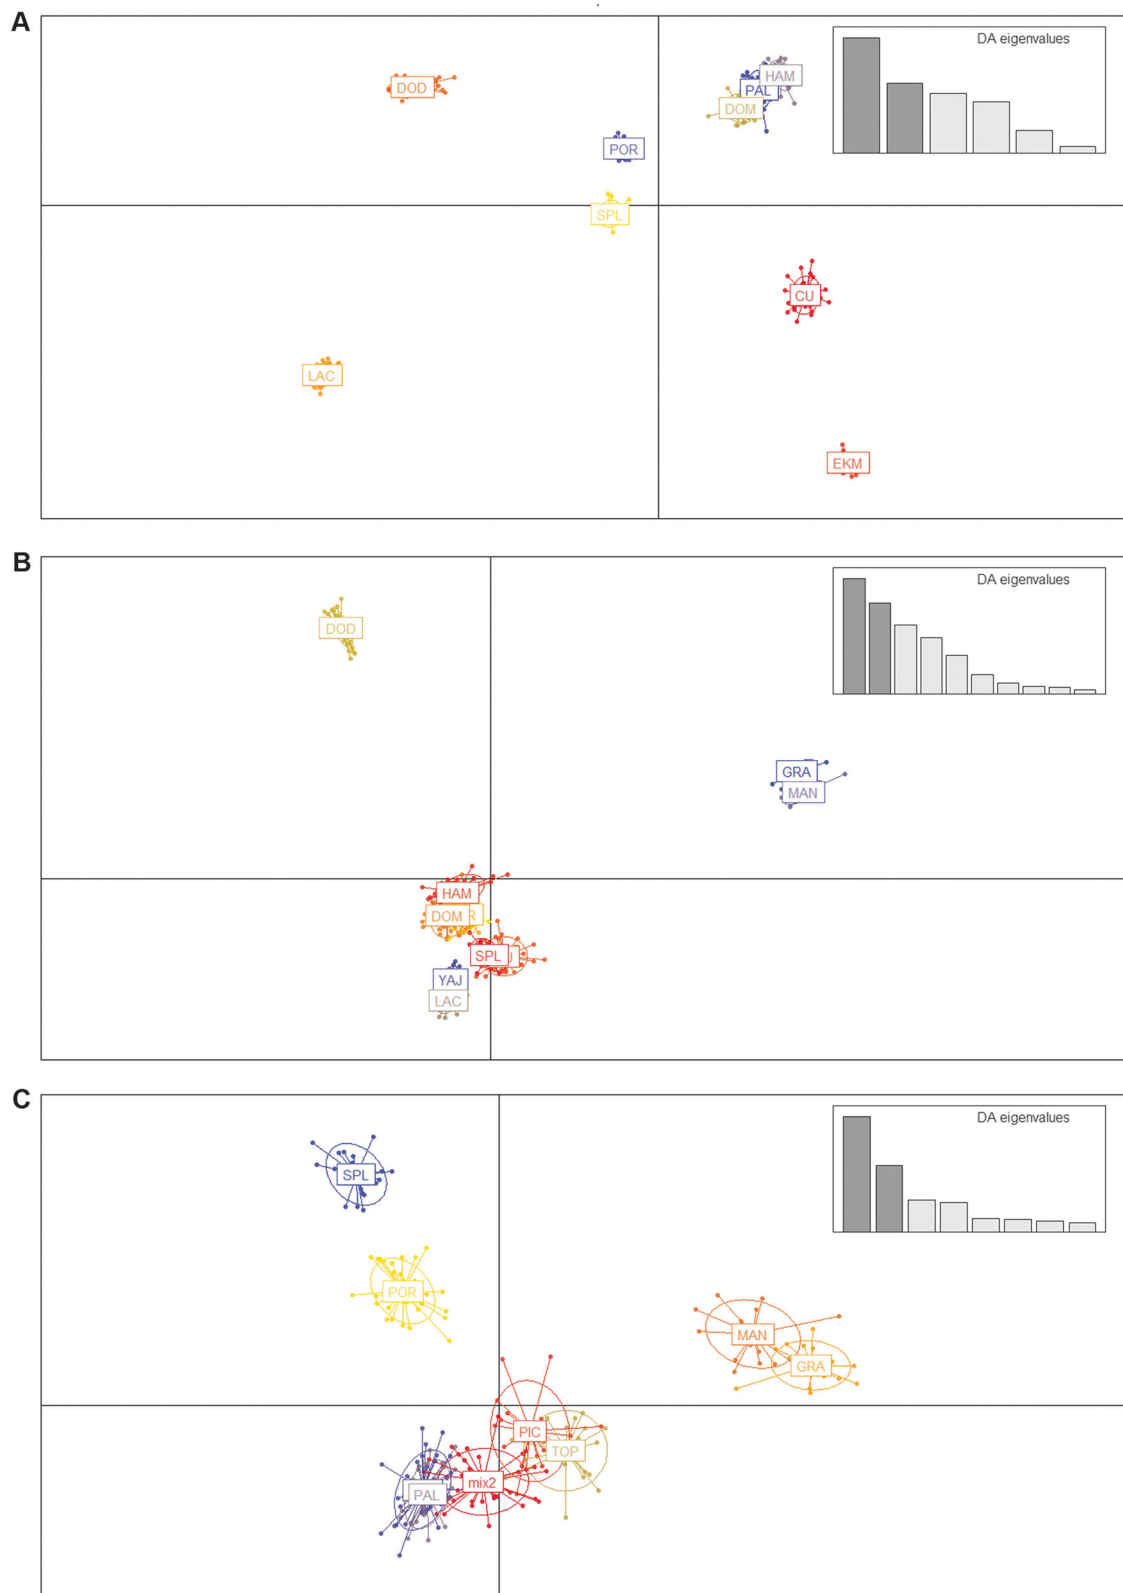 A
DA eigenvalues
DOD
HAM
PAL
DOM
POR
SPL
CU
LAC
EKM
B
DA eigenvalues
DOD
GRA
MAN
HAM
DOM
SPL
YAJ
LAC
C
DA eigenvalues
SPL
POR
MAN
GRA
PIC
TOP
mix2
PAL